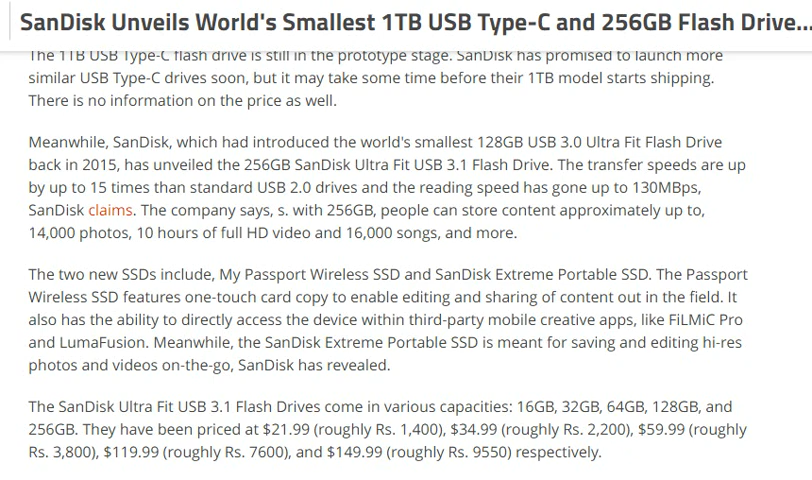 SanDisk Unveils World's Smallest 1TB USB Type-C and 256GB Flash Drive...
The 1TB USB Type-C flash drive is still in the prototype stage. SanDisk has promised to launch more
similar USB Type-C drives soon, but it may take some time before their 1TB model starts shipping.
There is no information on the price as well.
Meanwhile, SanDisk, which had introduced the world's smallest 128GB USB 3.0 Ultra Fit Flash Drive
back in 2015, has unveiled the 256GB SanDisk Ultra Fit USB 3.1 Flash Drive. The transfer speeds are up
by up to 15 times than standard USB 2.0 drives and the reading speed has gone up to 130MBps,
SanDisk claims. The company says, s. with 256GB, people can store content approximately up to,
14,000 photos, 10 hours of full HD video and 16,000 songs, and more.
The two new SSDs include, My Passport Wireless SSD and SanDisk Extreme Portable SSD. The Passport
Wireless SSD features one-touch card copy to enable editing and sharing of content out in the field. It
also has the ability to directly access the device within third-party mobile creative apps, like FiLMiC Pro
and LumaFusion. Meanwhile, the SanDisk Extreme Portable SSD is meant for saving and editing hi-res
photos and videos on-the-go, SanDisk has revealed.
The SanDisk Ultra Fit USB 3.1 Flash Drives come in various capacities: 16GB, 32GB, 64GB, 128GB, and
256GB. They have been priced at $21.99 (roughly Rs. 1,400), $34.99 (roughly Rs. 2,200), $59.99 (roughly
Rs. 3,800), $119.99 (roughly Rs. 7600), and $149.99 (roughly Rs. 9550) respectively.